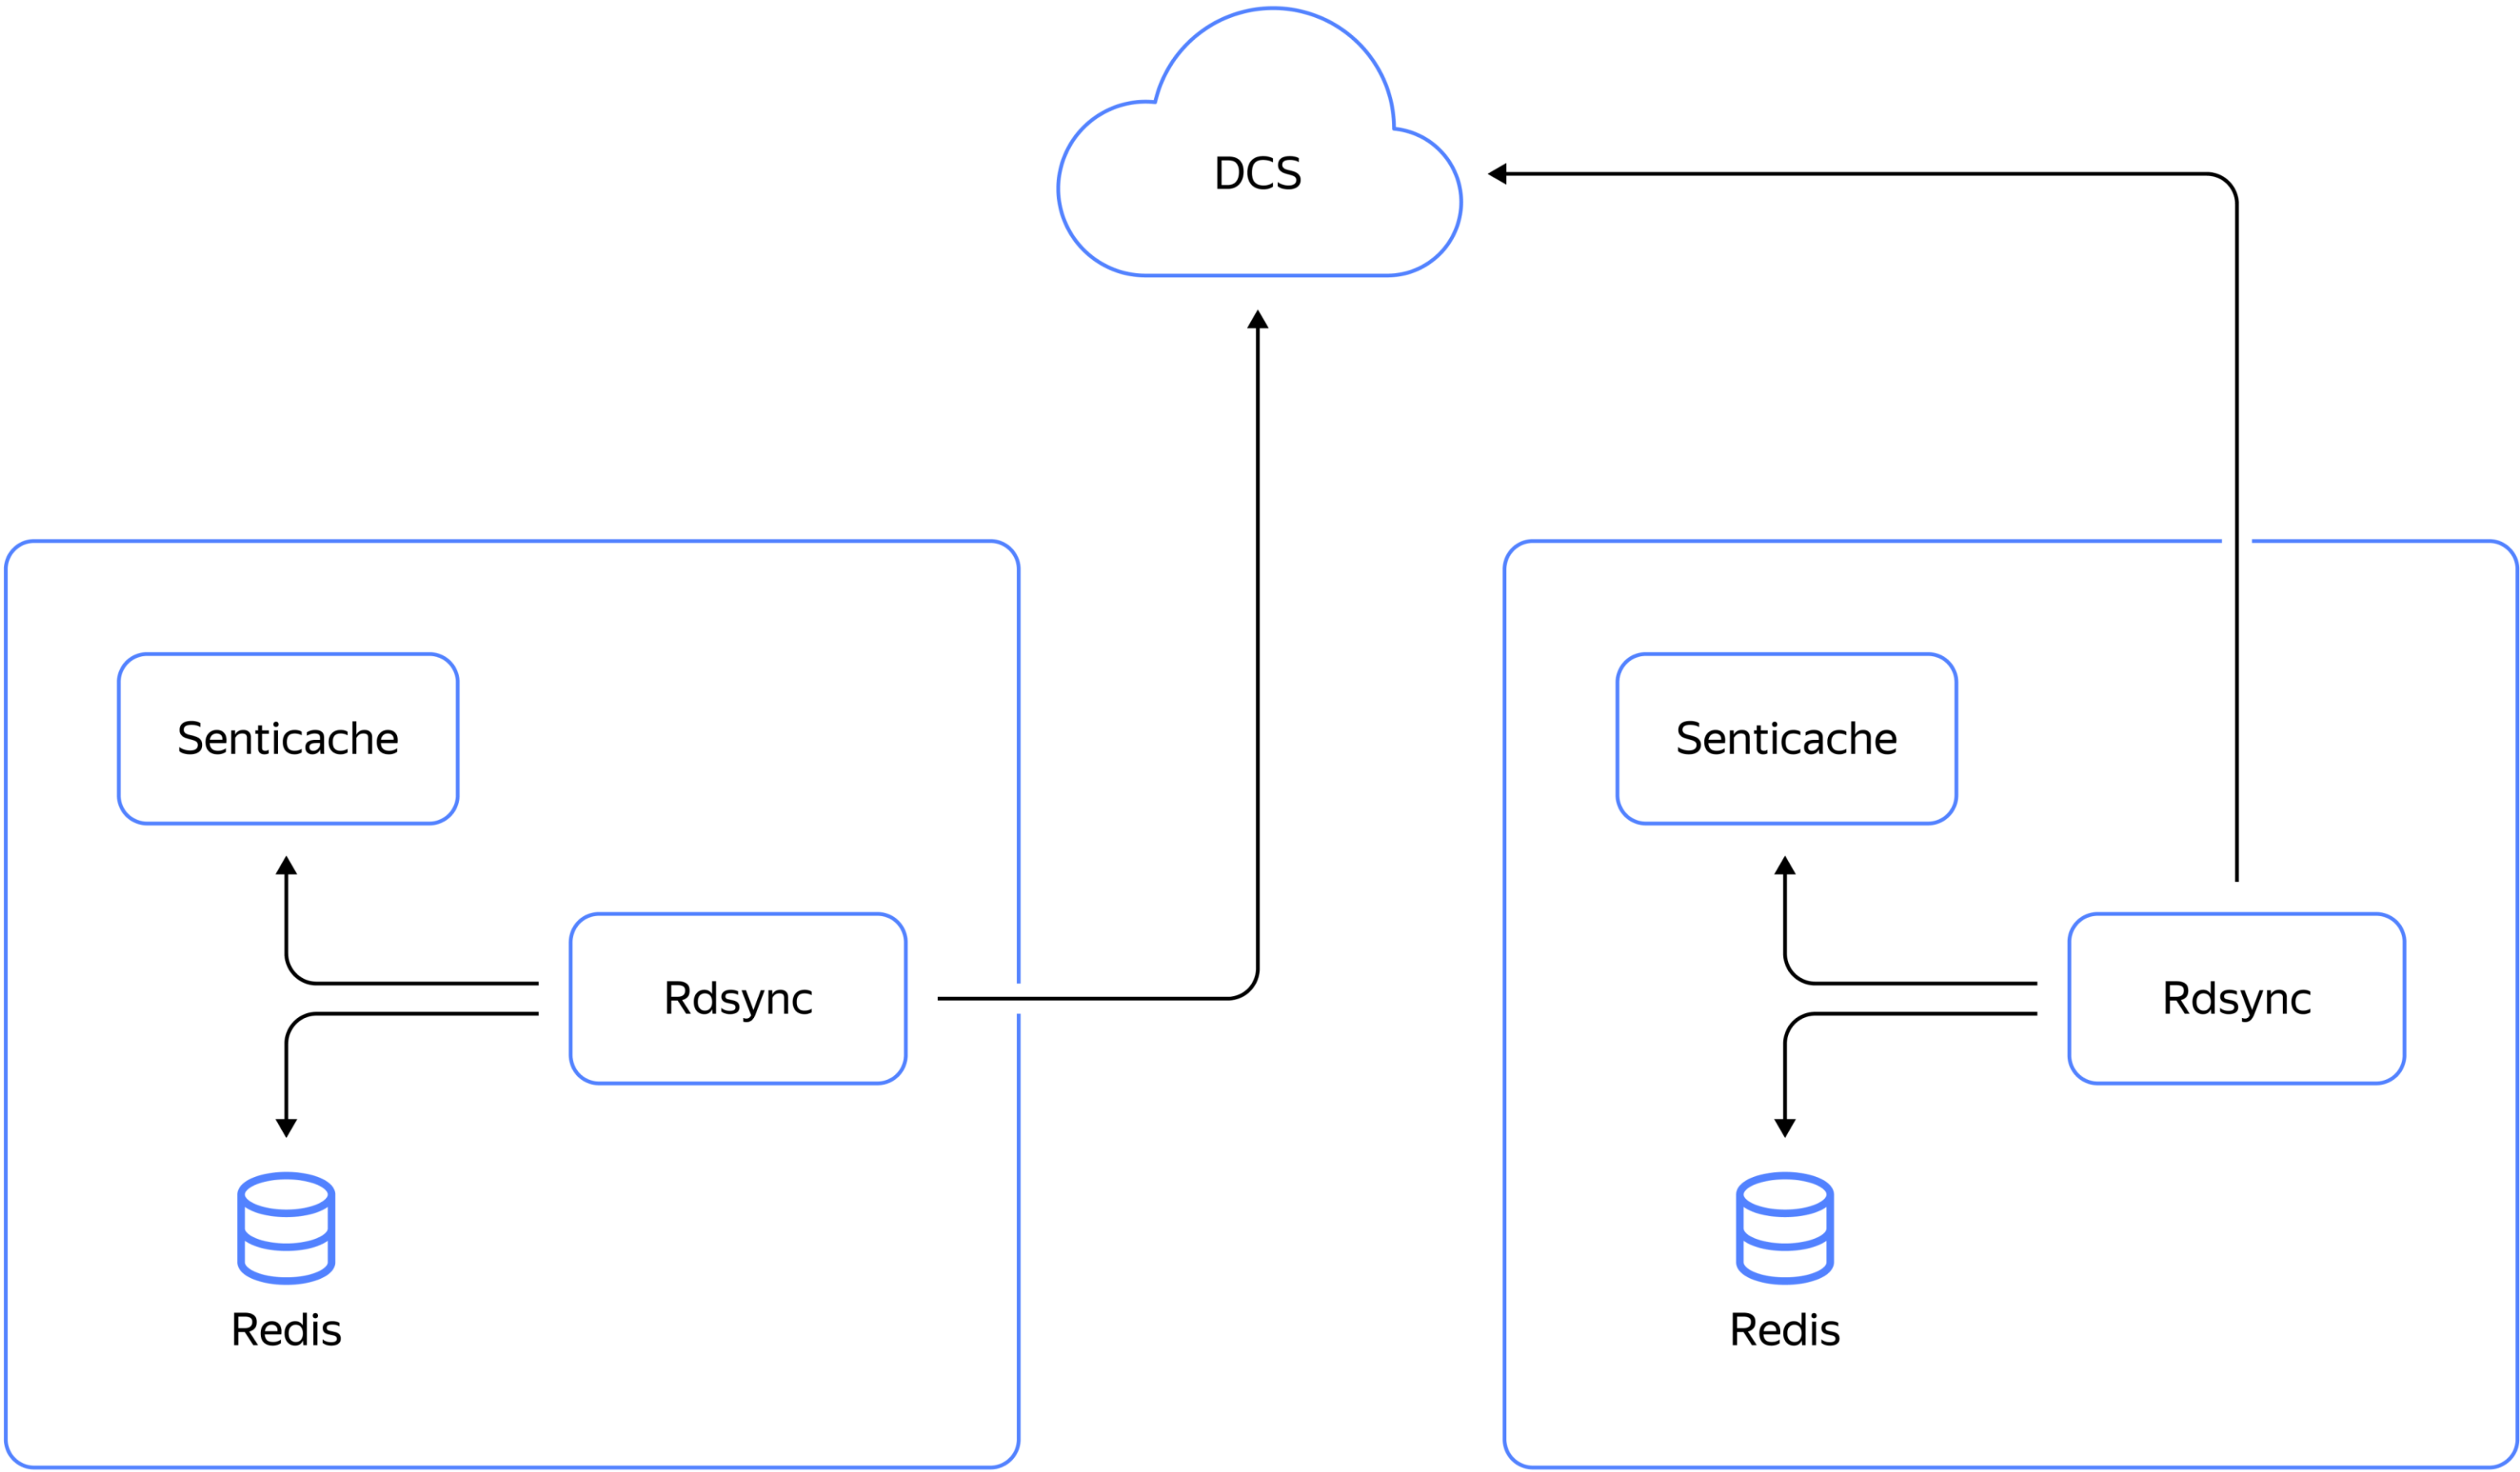 DCS
Senticache
Rdsync
Redis
Senticache
Rdsync
Redis